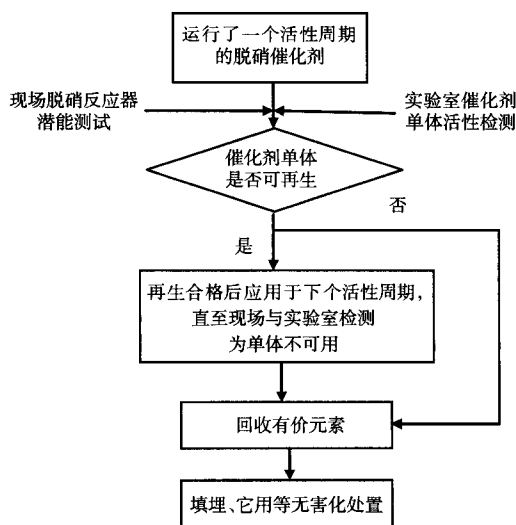 运行了一个活性周期
的脱硝催化剂
现场脱硝反应器
潜能测试
实验室催化剂
单体活性检测
催化剂单体
是否可再生
否
是
再生合格后应用于下个活性周期，
直至现场与实验室检测
为单体不可用
回收有价元素
填埋、它用等无害化处置